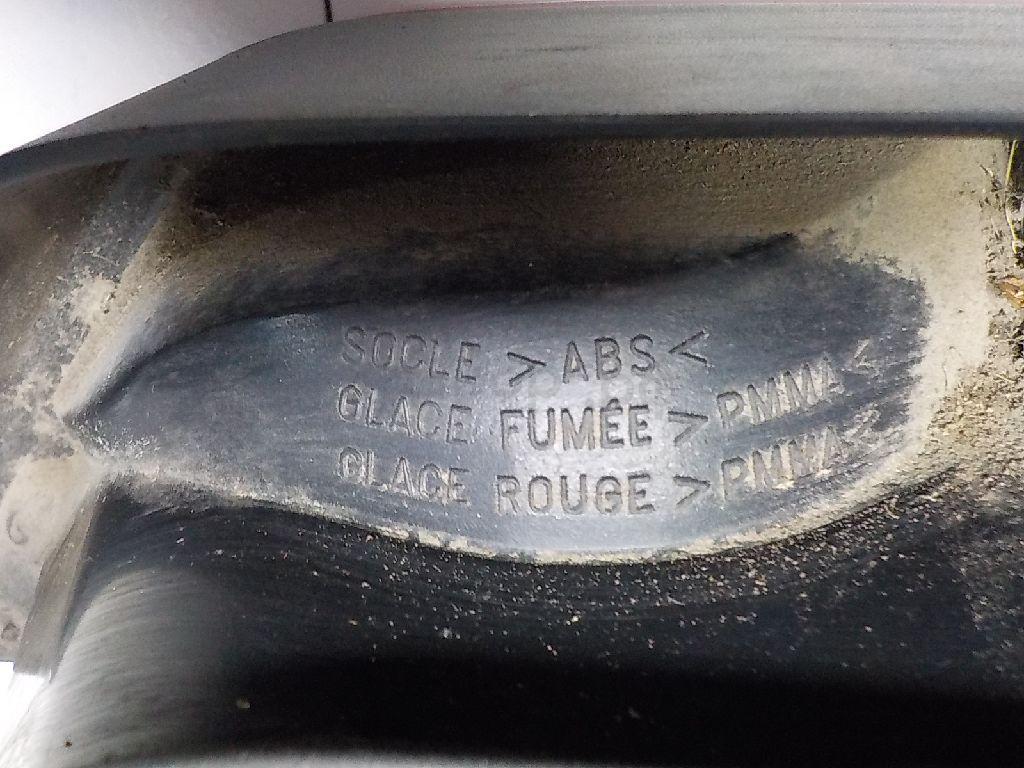 SOCLE >ABS<
GLACE FUMÉE >PMMA<
GLACE ROUGE >PMMA<